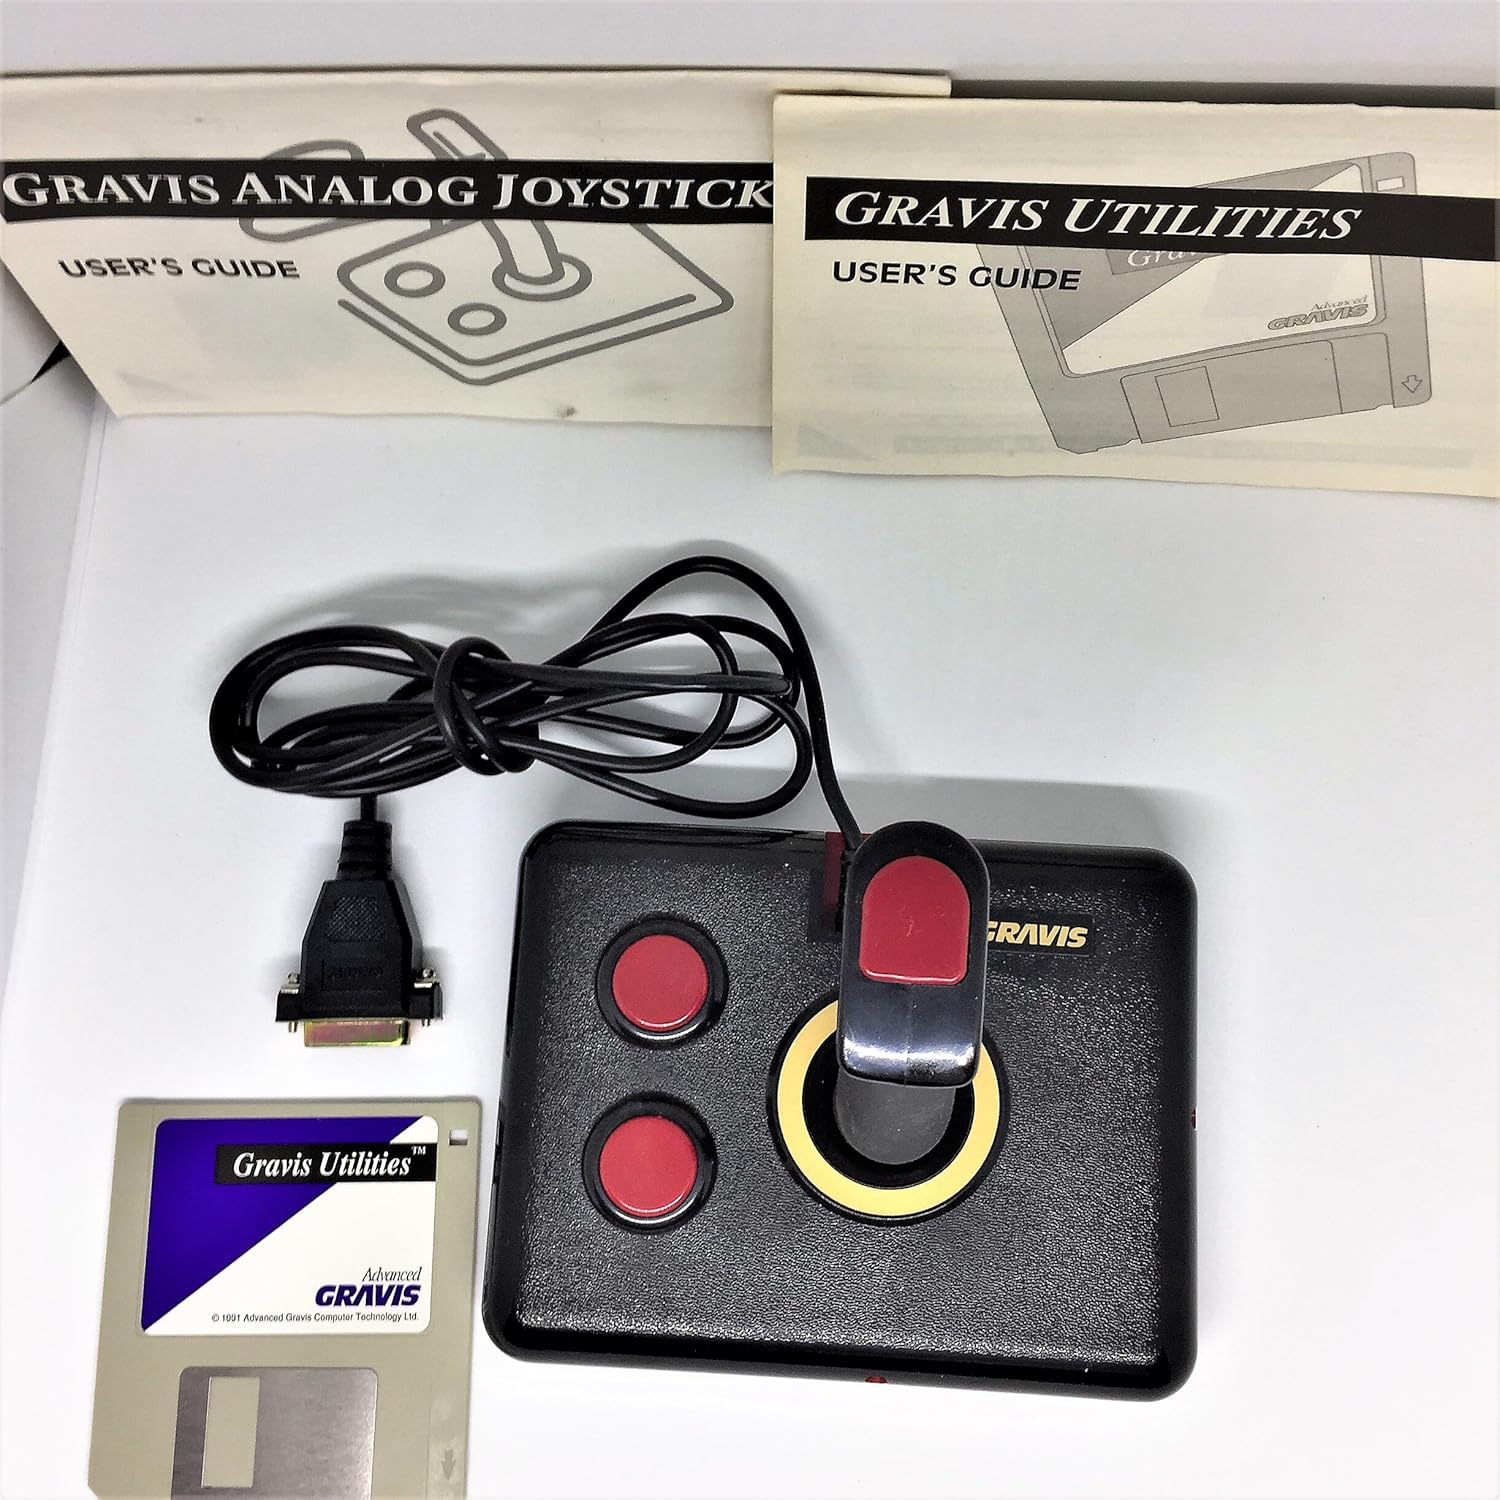 GRAVIS ANALOG JOYSTICK
USER'S GUIDE
GRAVIS UTILITIES
USER'S GUIDE
Advanced
GRAVIS
GRAVIS
Gravis Utilities™
Advanced
GRAVIS
© 1991 Advanced Gravis Computer Technology Ltd.